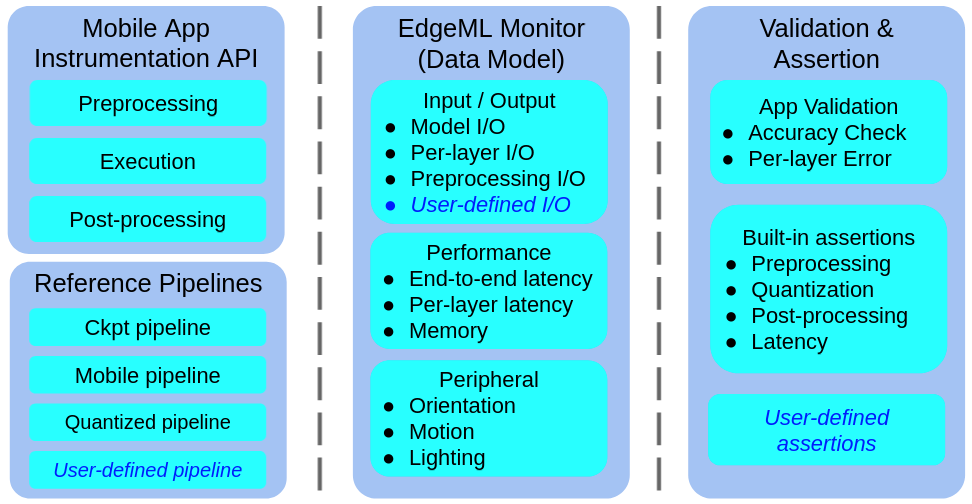 Mobile App
Instrumentation API
Preprocessing
Execution
Post-processing
Reference Pipelines
Ckpt pipeline
Mobile pipeline
Quantized pipeline
User-defined pipeline
EdgeML Monitor
(Data Model)
Input / Output
● Model I/O
● Per-layer I/O
● Preprocessing I/O
● User-defined I/O
Performance
● End-to-end latency
● Per-layer latency
● Memory
Peripheral
● Orientation
● Motion
● Lighting
Validation &
Assertion
App Validation
● Accuracy Check
● Per-layer Error
Built-in assertions
● Preprocessing
● Quantization
● Post-processing
● Latency
User-defined
assertions